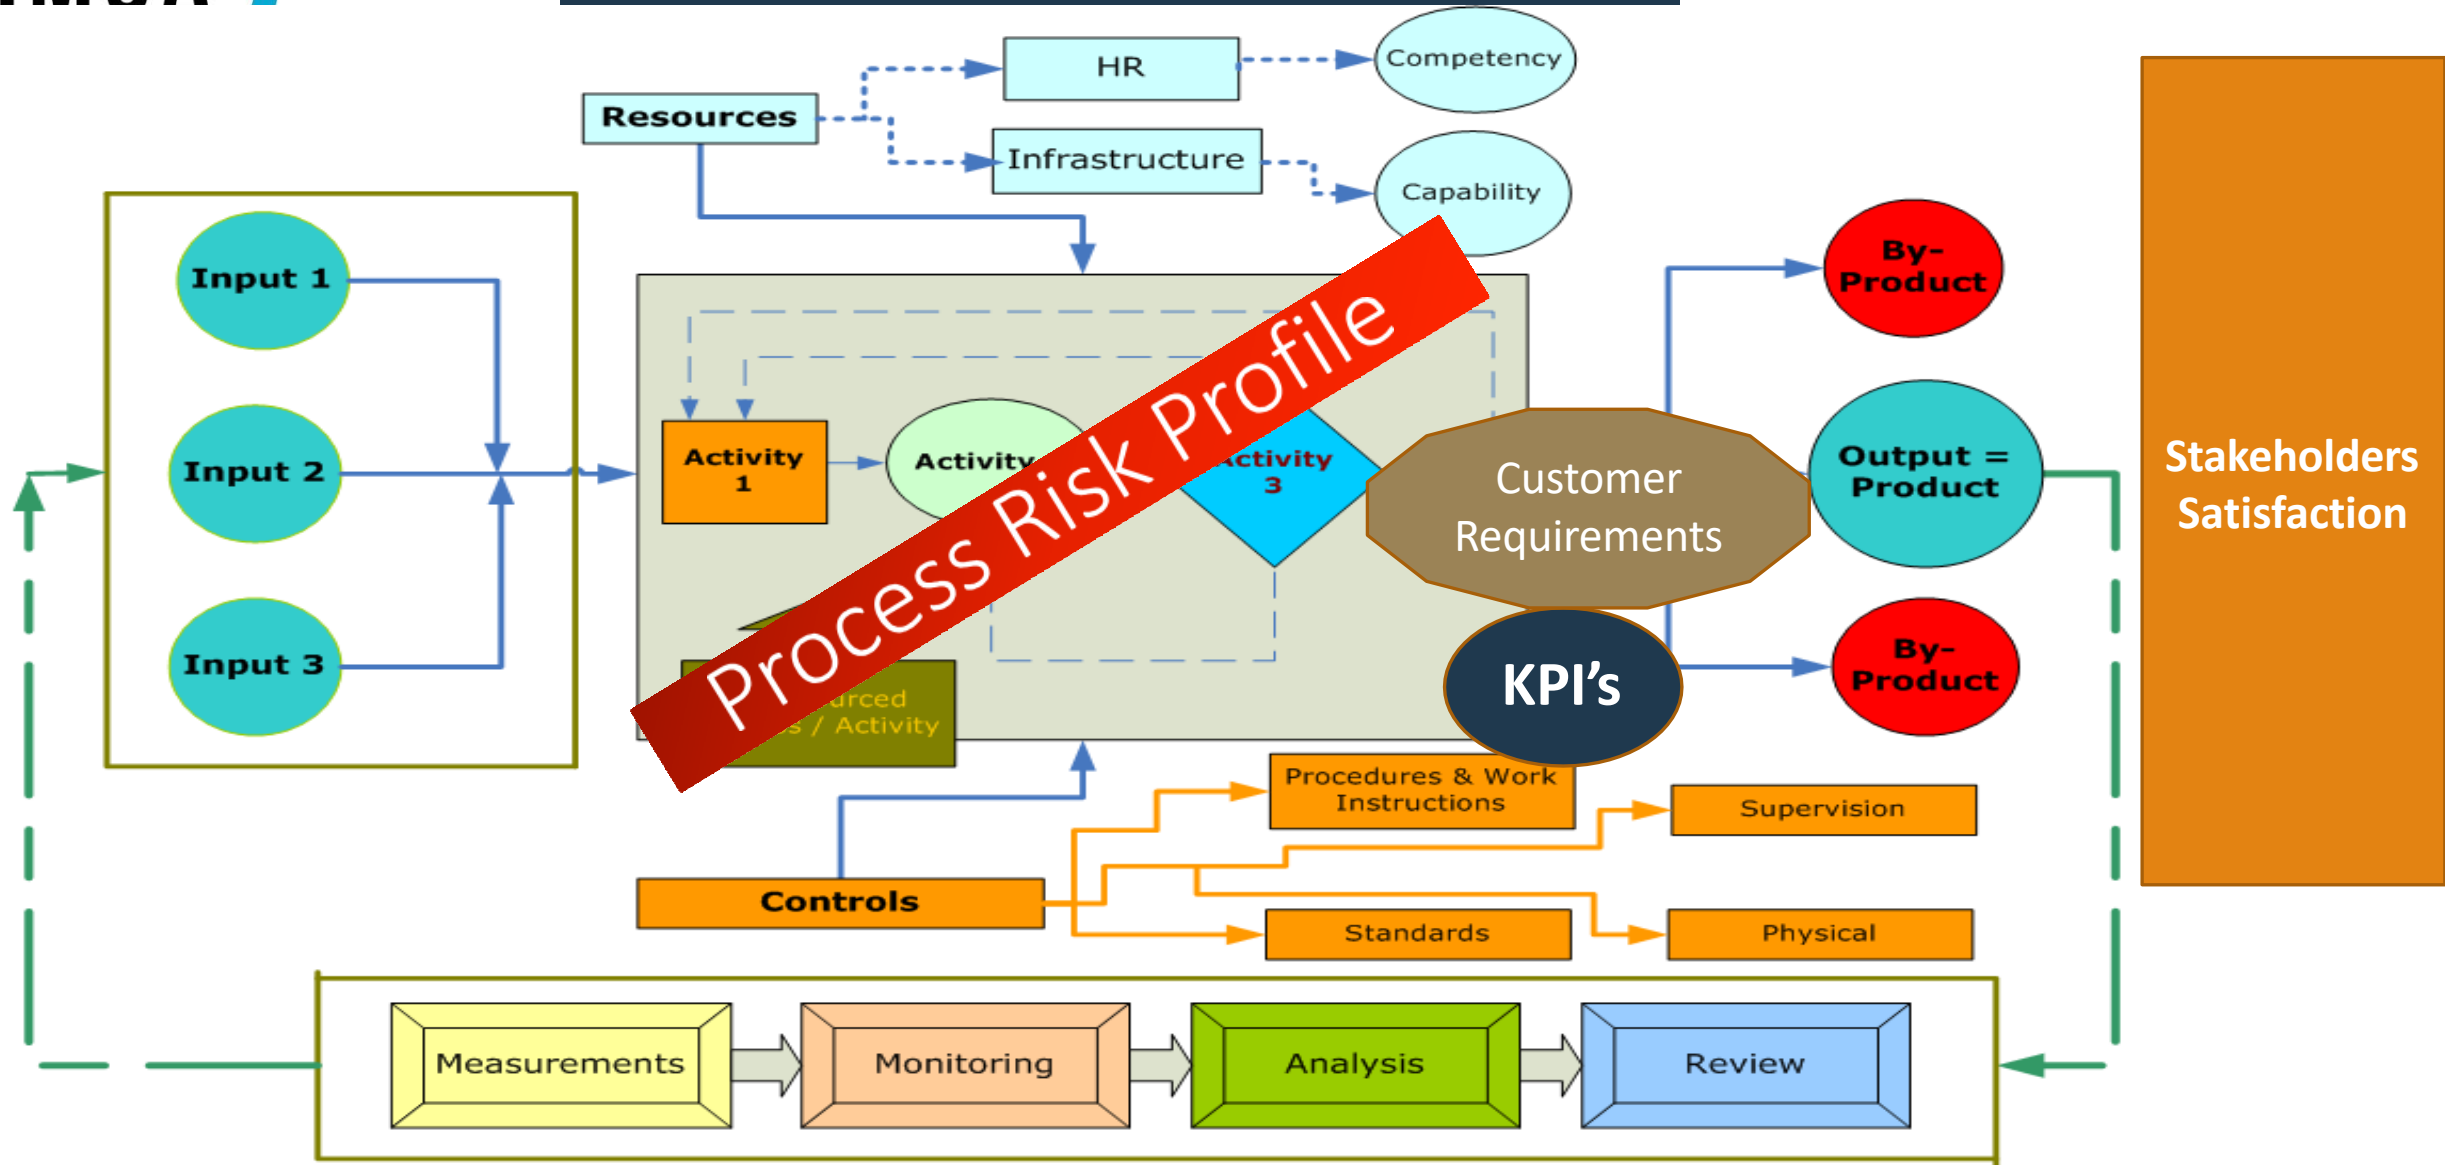 HR
Competency
Resources
Infrastructure
Capability
Input 1
By-
Product
Process Risk Profile
Stakeholders
Satisfaction
Activity
1
Activity
Activity
3
Customer
Requirements
Output =
Product
Input 2
Input 3
KPI’s
By-
Product
/ Activity
Procedures & Work
Instructions
Supervision
Controls
Standards
Physical
Measurements
Monitoring
Analysis
Review